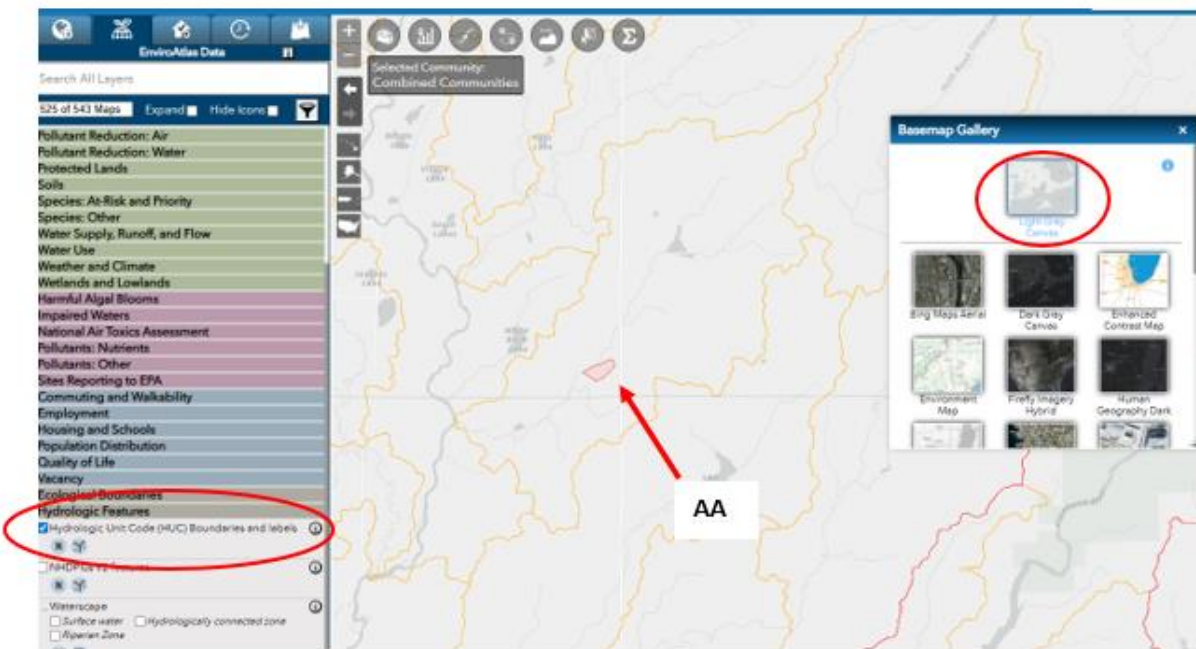 EnviroAtlas Data
Search All Layers
525 of 543 Maps Expand Hide Icons
Pollutant Reduction: Air
Pollutant Reduction: Water
Protected Lands
Soils
Species: At-Risk and Priority
Species: Other
Water Supply, Runoff, and Flow
Water Use
Weather and Climate
Wetlands and Lowlands
Harmful Algal Blooms
Impaired Waters
National Air Toxics Assessment
Pollutants: Nutrients
Pollutants: Other
Sites Reporting to EPA
Commuting and Walkability
Employment
Housing and Schools
Population Distribution
Quality of Life
Vacancy
Ecological Boundaries
Hydrologic Features
Hydrologic Unit Code (HUC) Boundaries and lebels
Waterscape
Surface water Hydrologically connected zone
Riparian Zone
Selected Community:
Combined Communities
AA
Basemap Gallery
Light Gray
Canvas
Bing Maps Aerial
Dark Gray
Canvas
Enhanced
Contrast Map
Environment
Map
Firefly Imagery
Hybrid
Human
Geography Dark